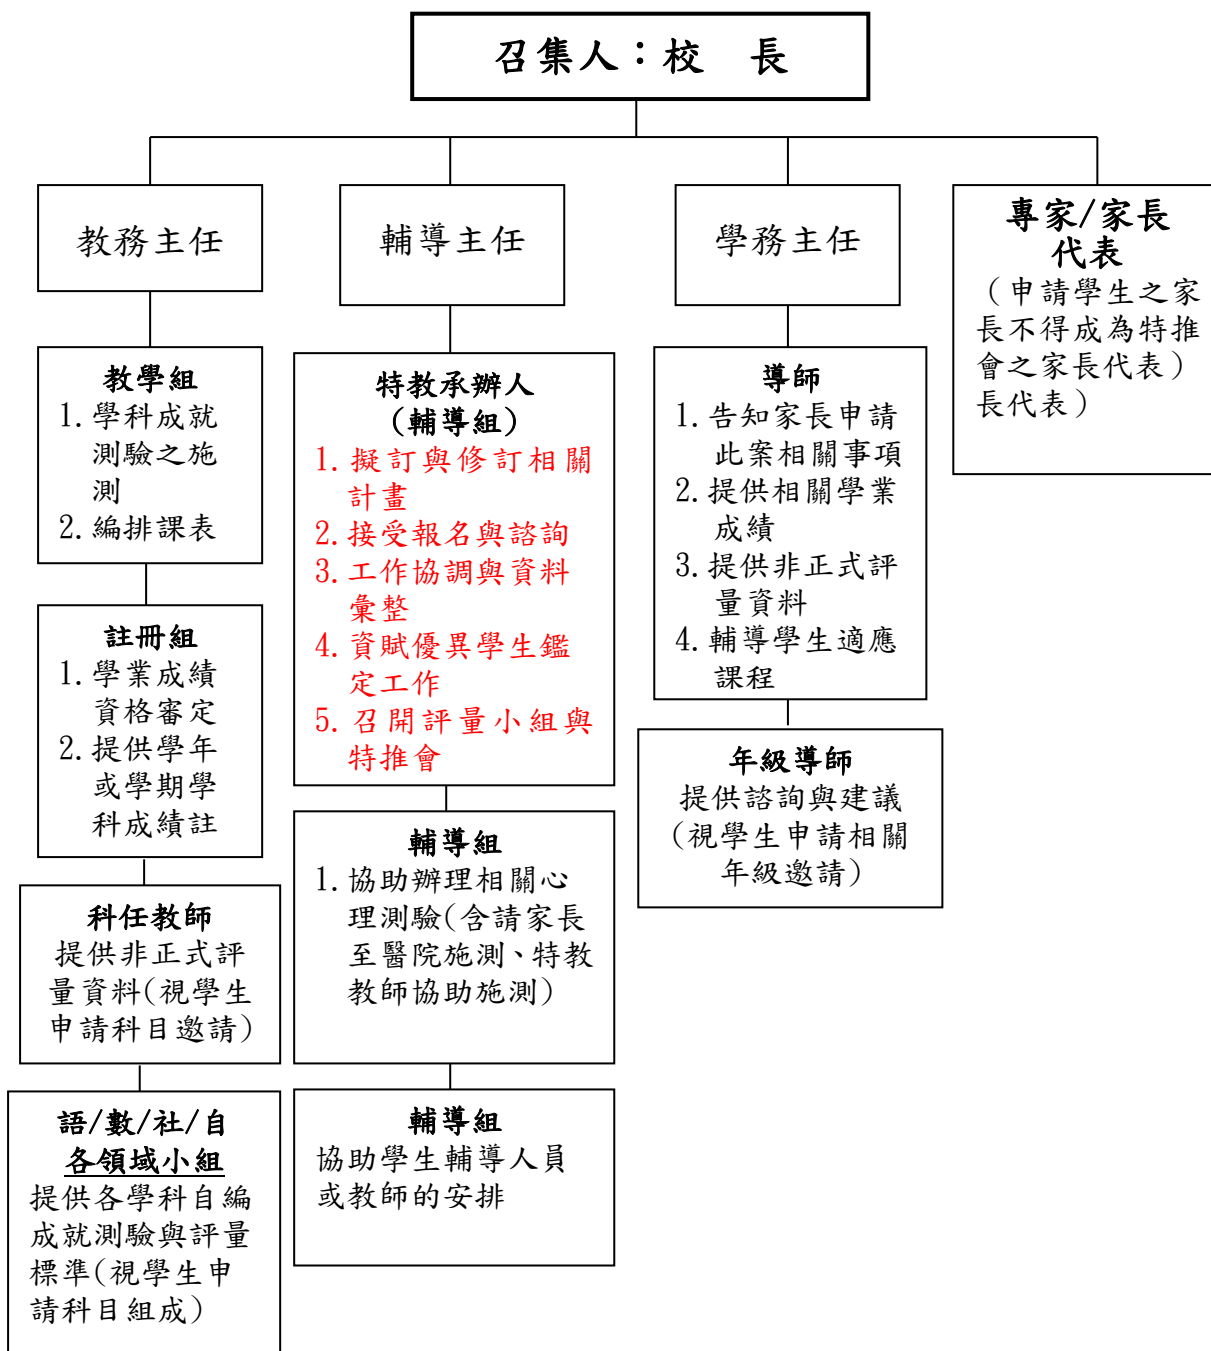 召集人：校　長
教務主任
輔導主任
學務主任
專家/家長
代表
（申請學生之家
長不得成為特推
會之家長代表）
長代表）
教學組
1. 學科成就
測驗之施
測
2. 編排課表
註冊組
1. 學業成績
資格審定
2. 提供學年
或學期學
科成績註
科任教師
提供非正式評
量資料(視學生
申請科目邀請)
語/數/社/自
各領域小組
提供各學科自編
成就測驗與評量
標準(視學生申
請科目組成)
特教承辦人
(輔導組)
1. 擬訂與修訂相關
計畫
2. 接受報名與諮詢
3. 工作協調與資料
彙整
4. 資賦優異學生鑑
定工作
5. 召開評量小組與
特推會
輔導組
1. 協助辦理相關心
理測驗(含請家長
至醫院施測、特教
教師協助施測)
輔導組
協助學生輔導人員
或教師的安排
導師
1. 告知家長申請
此案相關事項
2. 提供相關學業
成績
3. 提供非正式評
量資料
4. 輔導學生適應
課程
年級導師
提供諮詢與建議
(視學生申請相關
年級邀請)